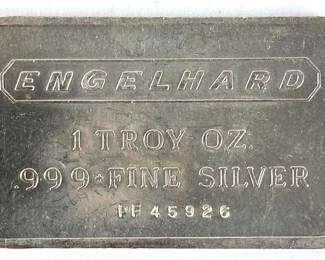 ENGELHARD
1 TROY OZ.
.999+FINE SILVER
PF45926